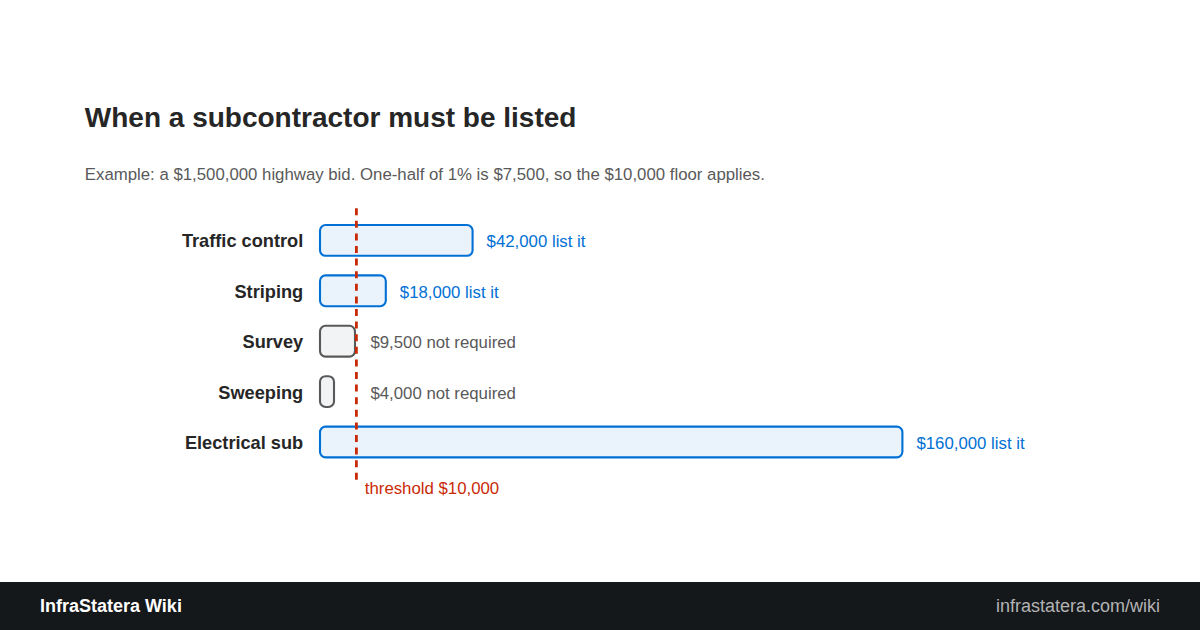 When a subcontractor must be listed
Example: a $1,500,000 highway bid. One-half of 1% is $7,500, so the $10,000 floor applies.
Traffic control $42,000 list it
Striping $18,000 list it
Survey $9,500 not required
Sweeping $4,000 not required
Electrical sub $160,000 list it
threshold $10,000
InfraStatera Wiki infrastatera.com/wiki